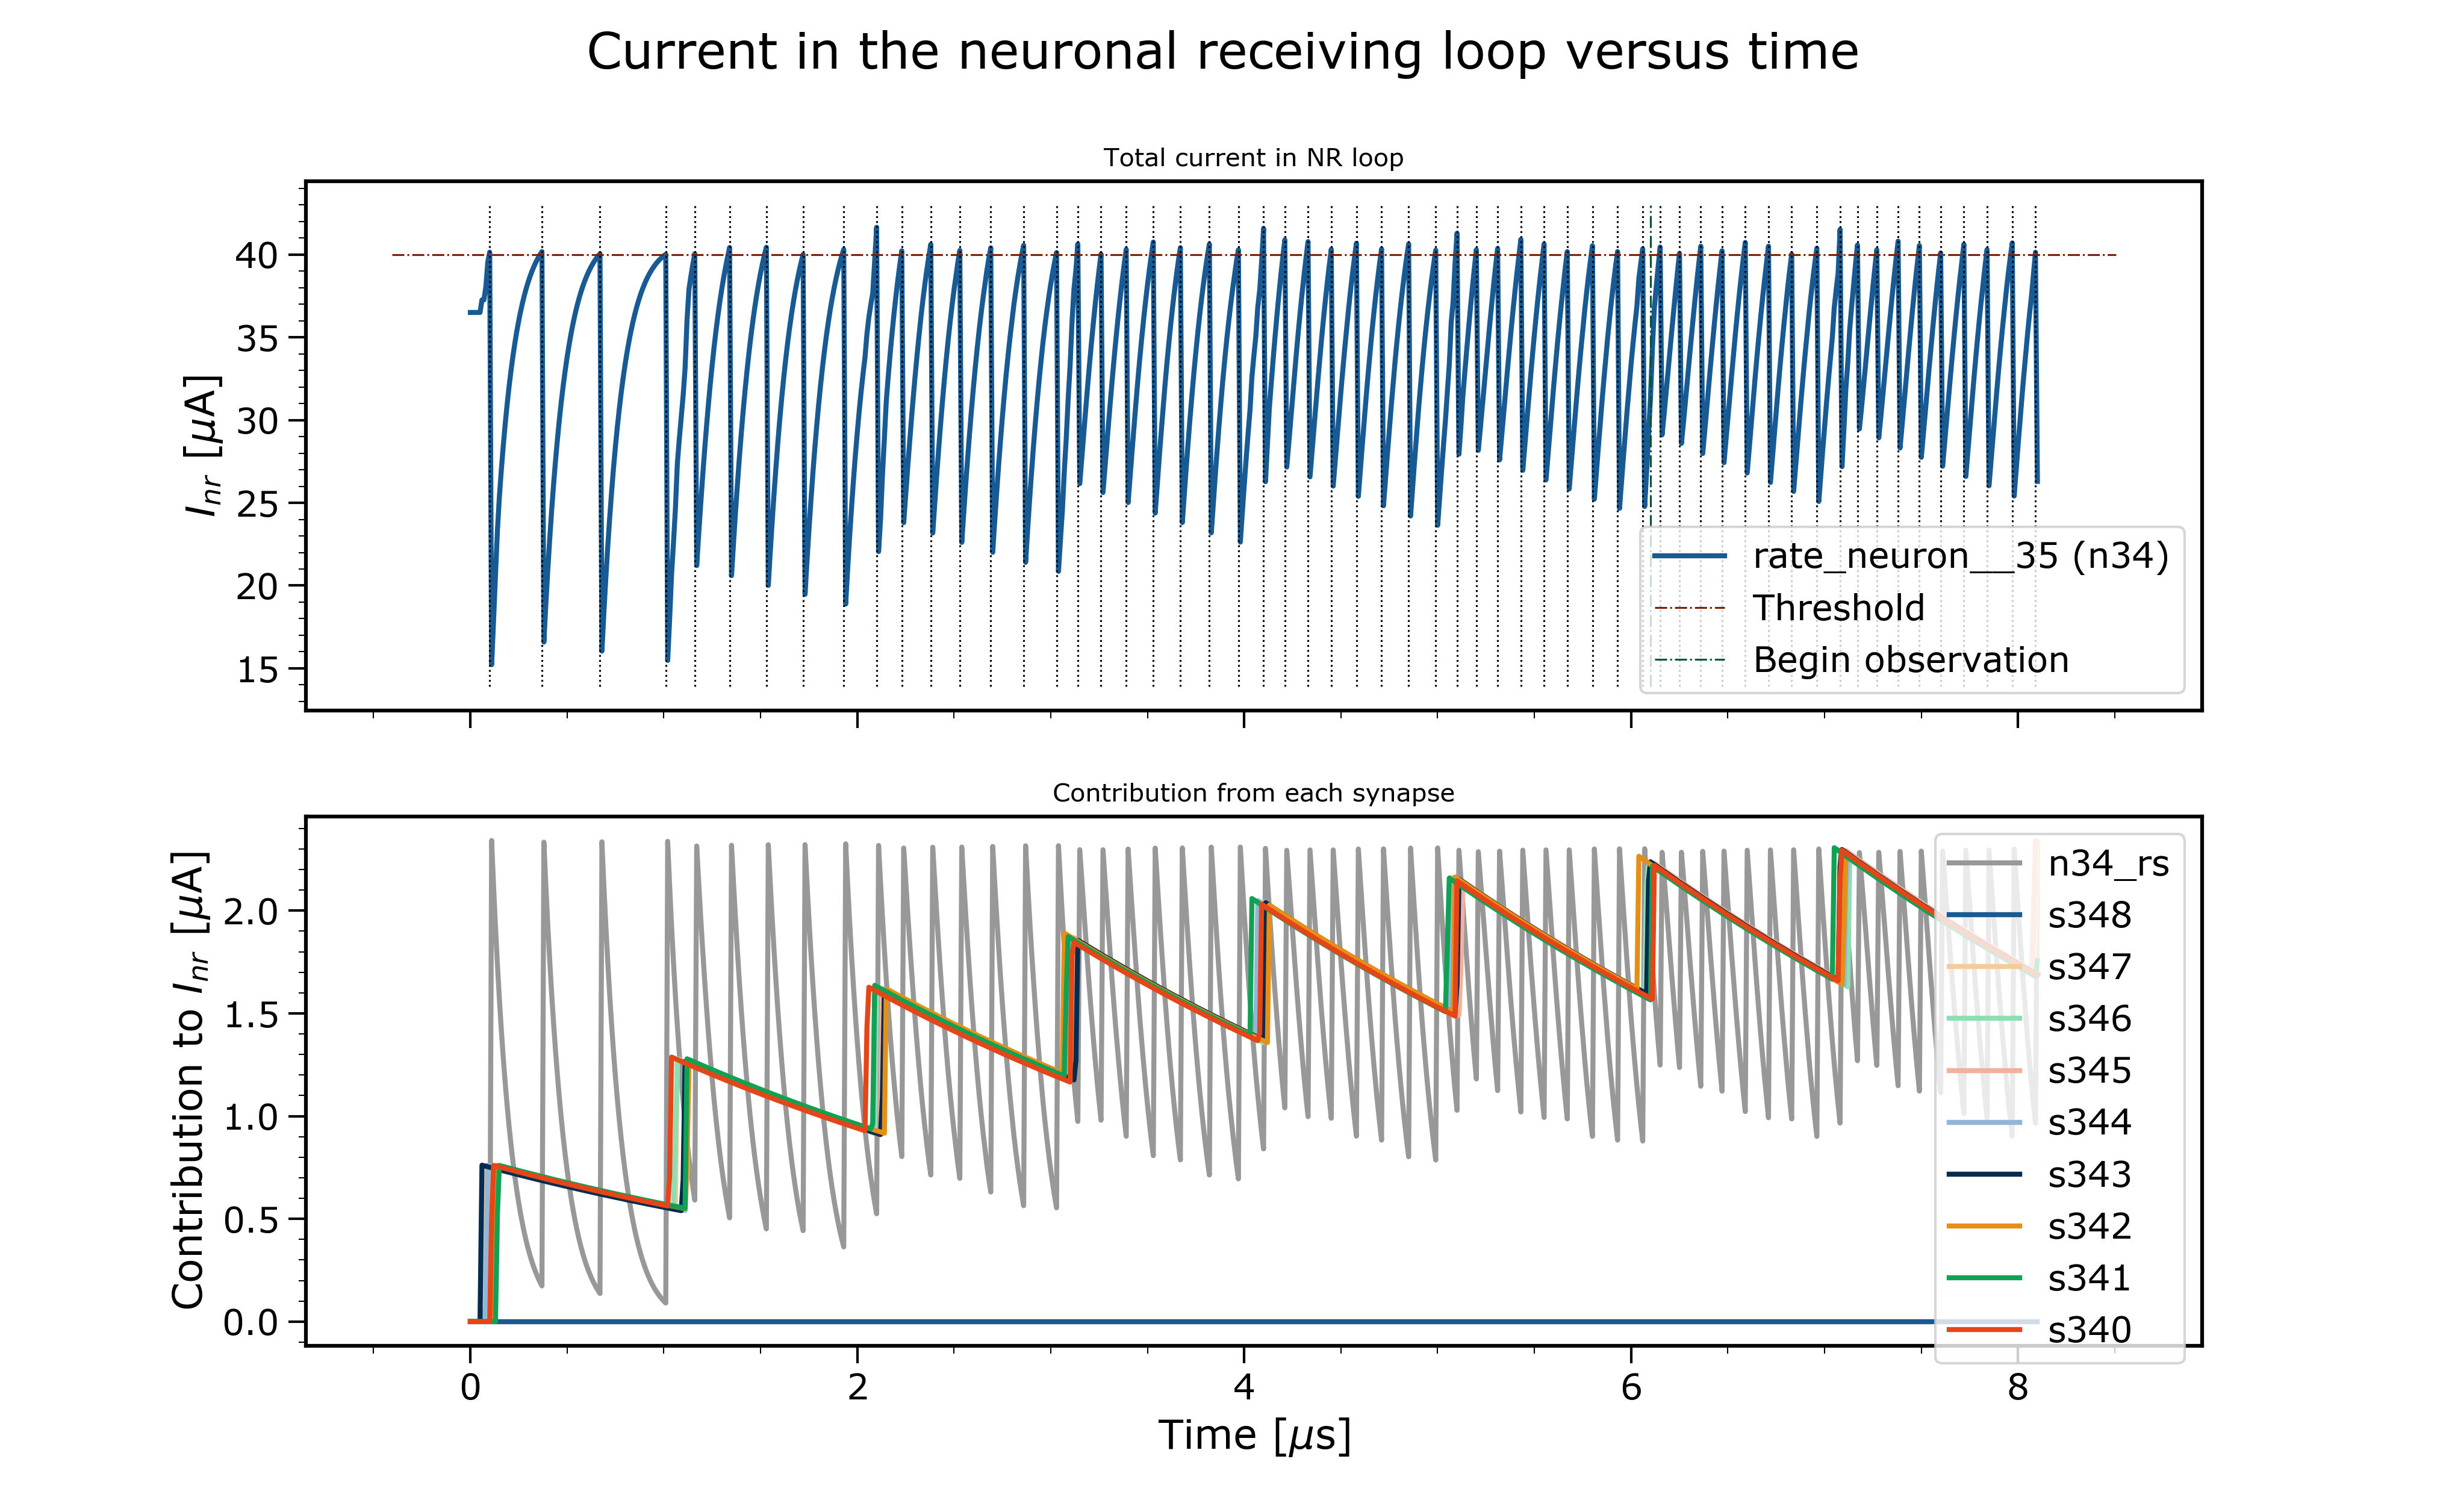 Current in the neuronal receiving loop versus time
Total current in NR loop
40
35
30
25
20
15
I_nr [μA]
rate_neuron__35 (n34)
Threshold
Begin observation
Contribution from each synapse
2.0
1.5
1.0
0.5
0.0
Contribution to I_nr [μA]
n34_rs
s348
s347
s346
s345
s344
s343
s342
s341
s340
0 2 4 6 8
Time [μs]